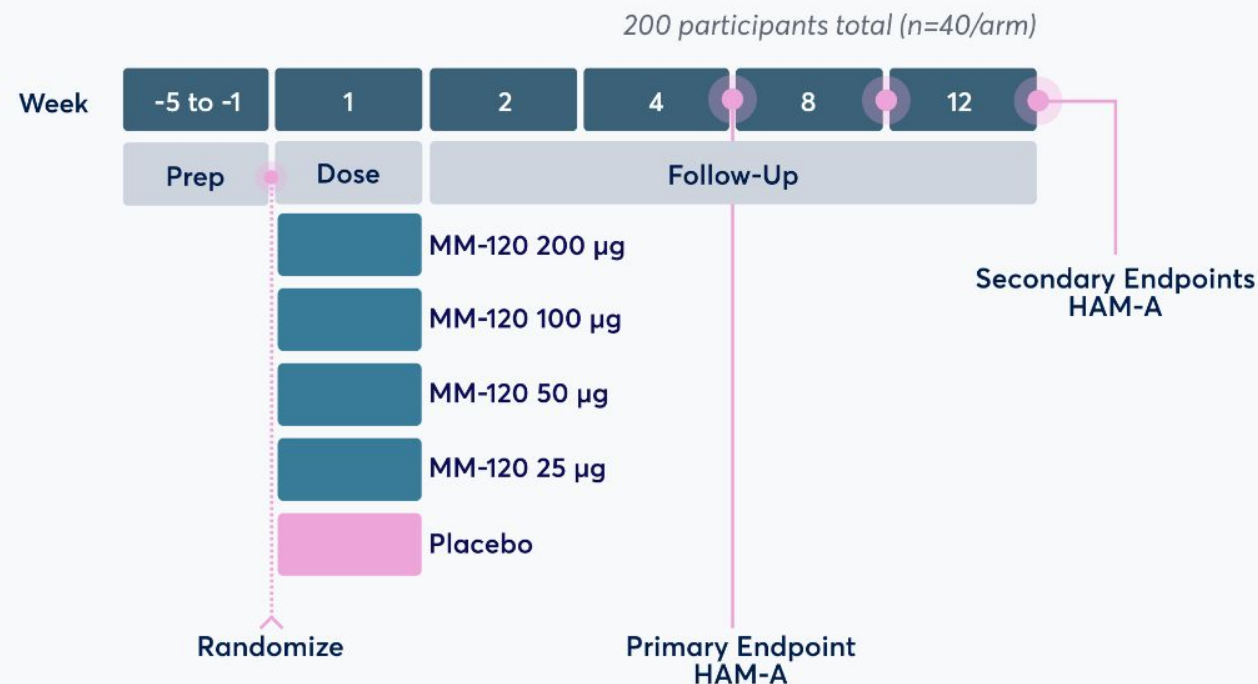 200 participants total (n=40/arm)
Week -5 to -1 1 2 4 8 12
Prep Dose Follow-Up
MM-120 200 µg
MM-120 100 µg
MM-120 50 µg
MM-120 25 µg
Placebo
Secondary Endpoints
HAM-A
Randomize
Primary Endpoint
HAM-A